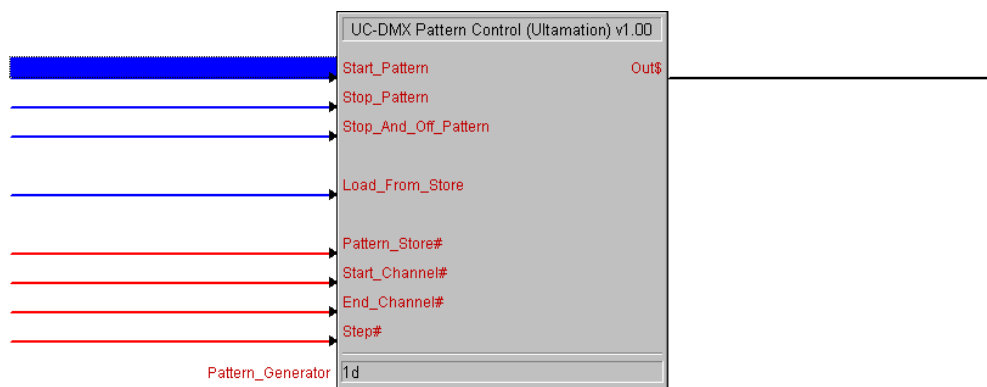 UC-DMX Pattern Control (Ultamation) v1.00
Start_Pattern Out$
Stop_Pattern
Stop_And_Off_Pattern
Load_From_Store
Pattern_Store#
Start_Channel#
End_Channel#
Step#
Pattern_Generator 1d